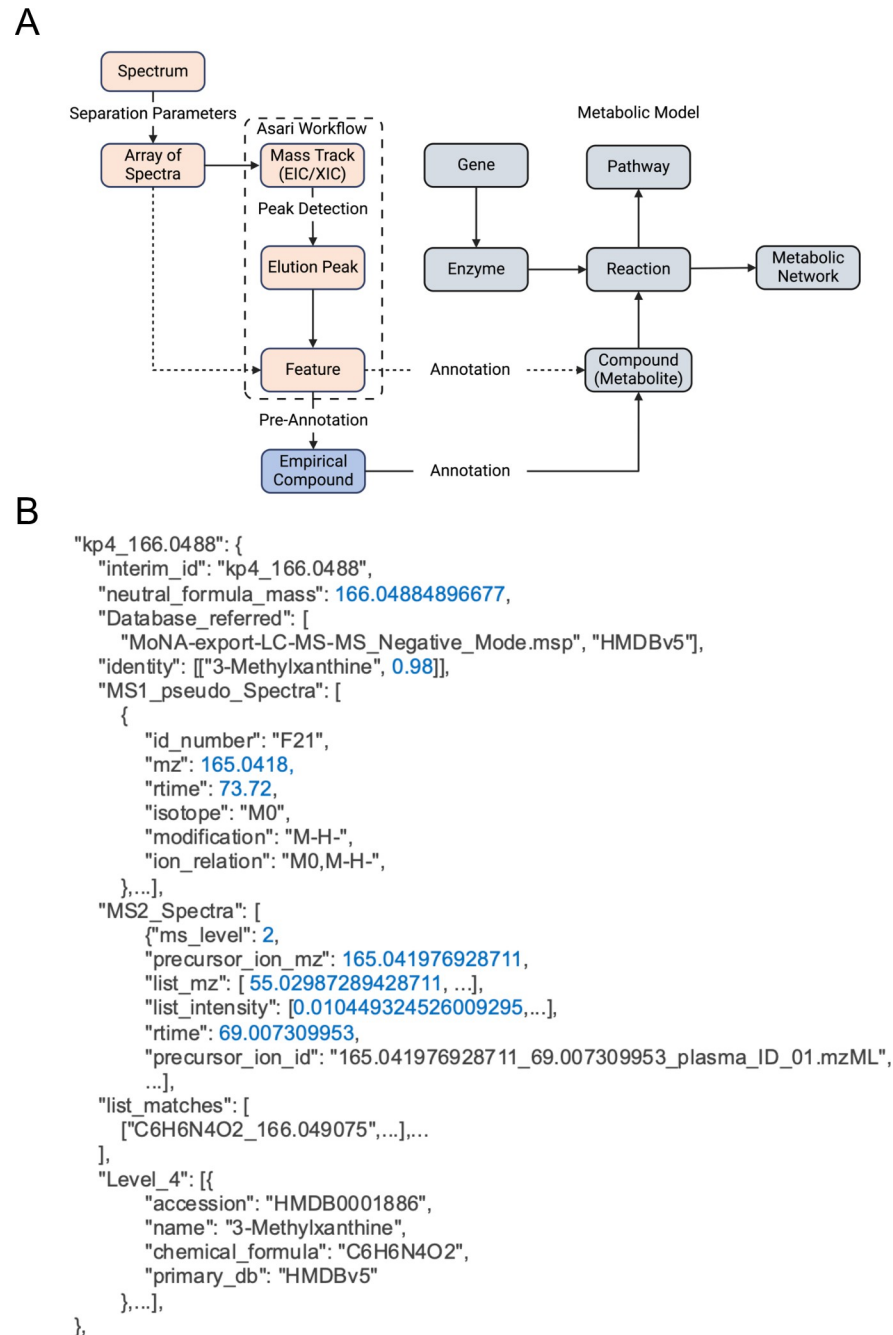 A
Spectrum
Separation Parameters
Asari Workflow
Metabolic Model
Array of
Spectra
Mass Track
(EIC/XIC)
Gene
Pathway
Peak Detection
Elution Peak
Enzyme
Reaction
Metabolic
Network
Feature
Annotation
Compound
(Metabolite)
Pre-Annotation
Empirical
Compound
Annotation
B
"kp4_166.0488": {
"interim_id": "kp4_166.0488",
"neutral_formula_mass": 166.04884896677,
"Database_referred": [
"MoNA-export-LC-MS-MS_Negative_Mode.msp", "HMDBv5"],
"identity": [["3-Methylxanthine", 0.98]],
"MS1_pseudo_Spectra": [
{
"id_number": "F21",
"mz": 165.0418,
"rtime": 73.72,
"isotope": "M0",
"modification": "M-H-",
"ion_relation": "M0,M-H-",
},...],
"MS2_Spectra": [
{"ms_level": 2,
"precursor_ion_mz": 165.041976928711,
"list_mz": [ 55.02987289428711, ...],
"list_intensity": [0.010449324526009295,...],
"rtime": 69.007309953,
"precursor_ion_id": "165.041976928711_69.007309953_plasma_ID_01.mzML",
...],
"list_matches": [
["C6H6N4O2_166.049075",...],...
],
"Level_4": [{
"accession": "HMDB0001886",
"name": "3-Methylxanthine",
"chemical_formula": "C6H6N4O2",
"primary_db": "HMDBv5"
},...],
},